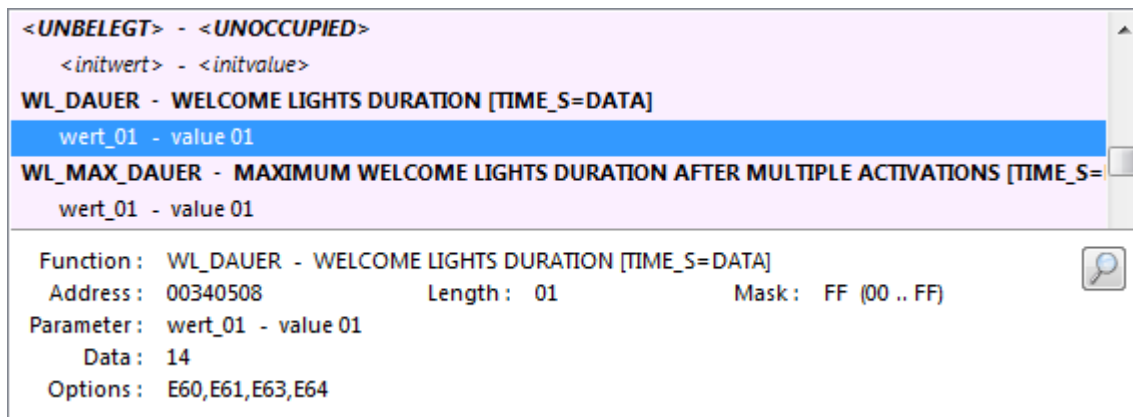 <UNBELEGT> - <UNOCCUPIED>
<initwert> - <initvalue>
WL_DAUER - WELCOME LIGHTS DURATION [TIME_S=DATA]
wert_01 - value 01
WL_MAX_DAUER - MAXIMUM WELCOME LIGHTS DURATION AFTER MULTIPLE ACTIVATIONS [TIME_S=
wert_01 - value 01
Function : WL_DAUER - WELCOME LIGHTS DURATION [TIME_S=DATA]
Address : 00340508 Length : 01 Mask : FF (00 .. FF)
Parameter : wert_01 - value 01
Data : 14
Options : E60,E61,E63,E64